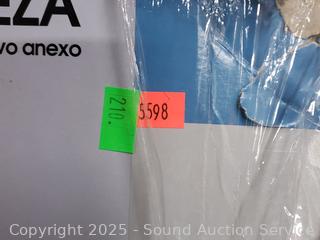 EZA
vo anexo
210.
5598
Copyright 2025 - Sound Auction Service